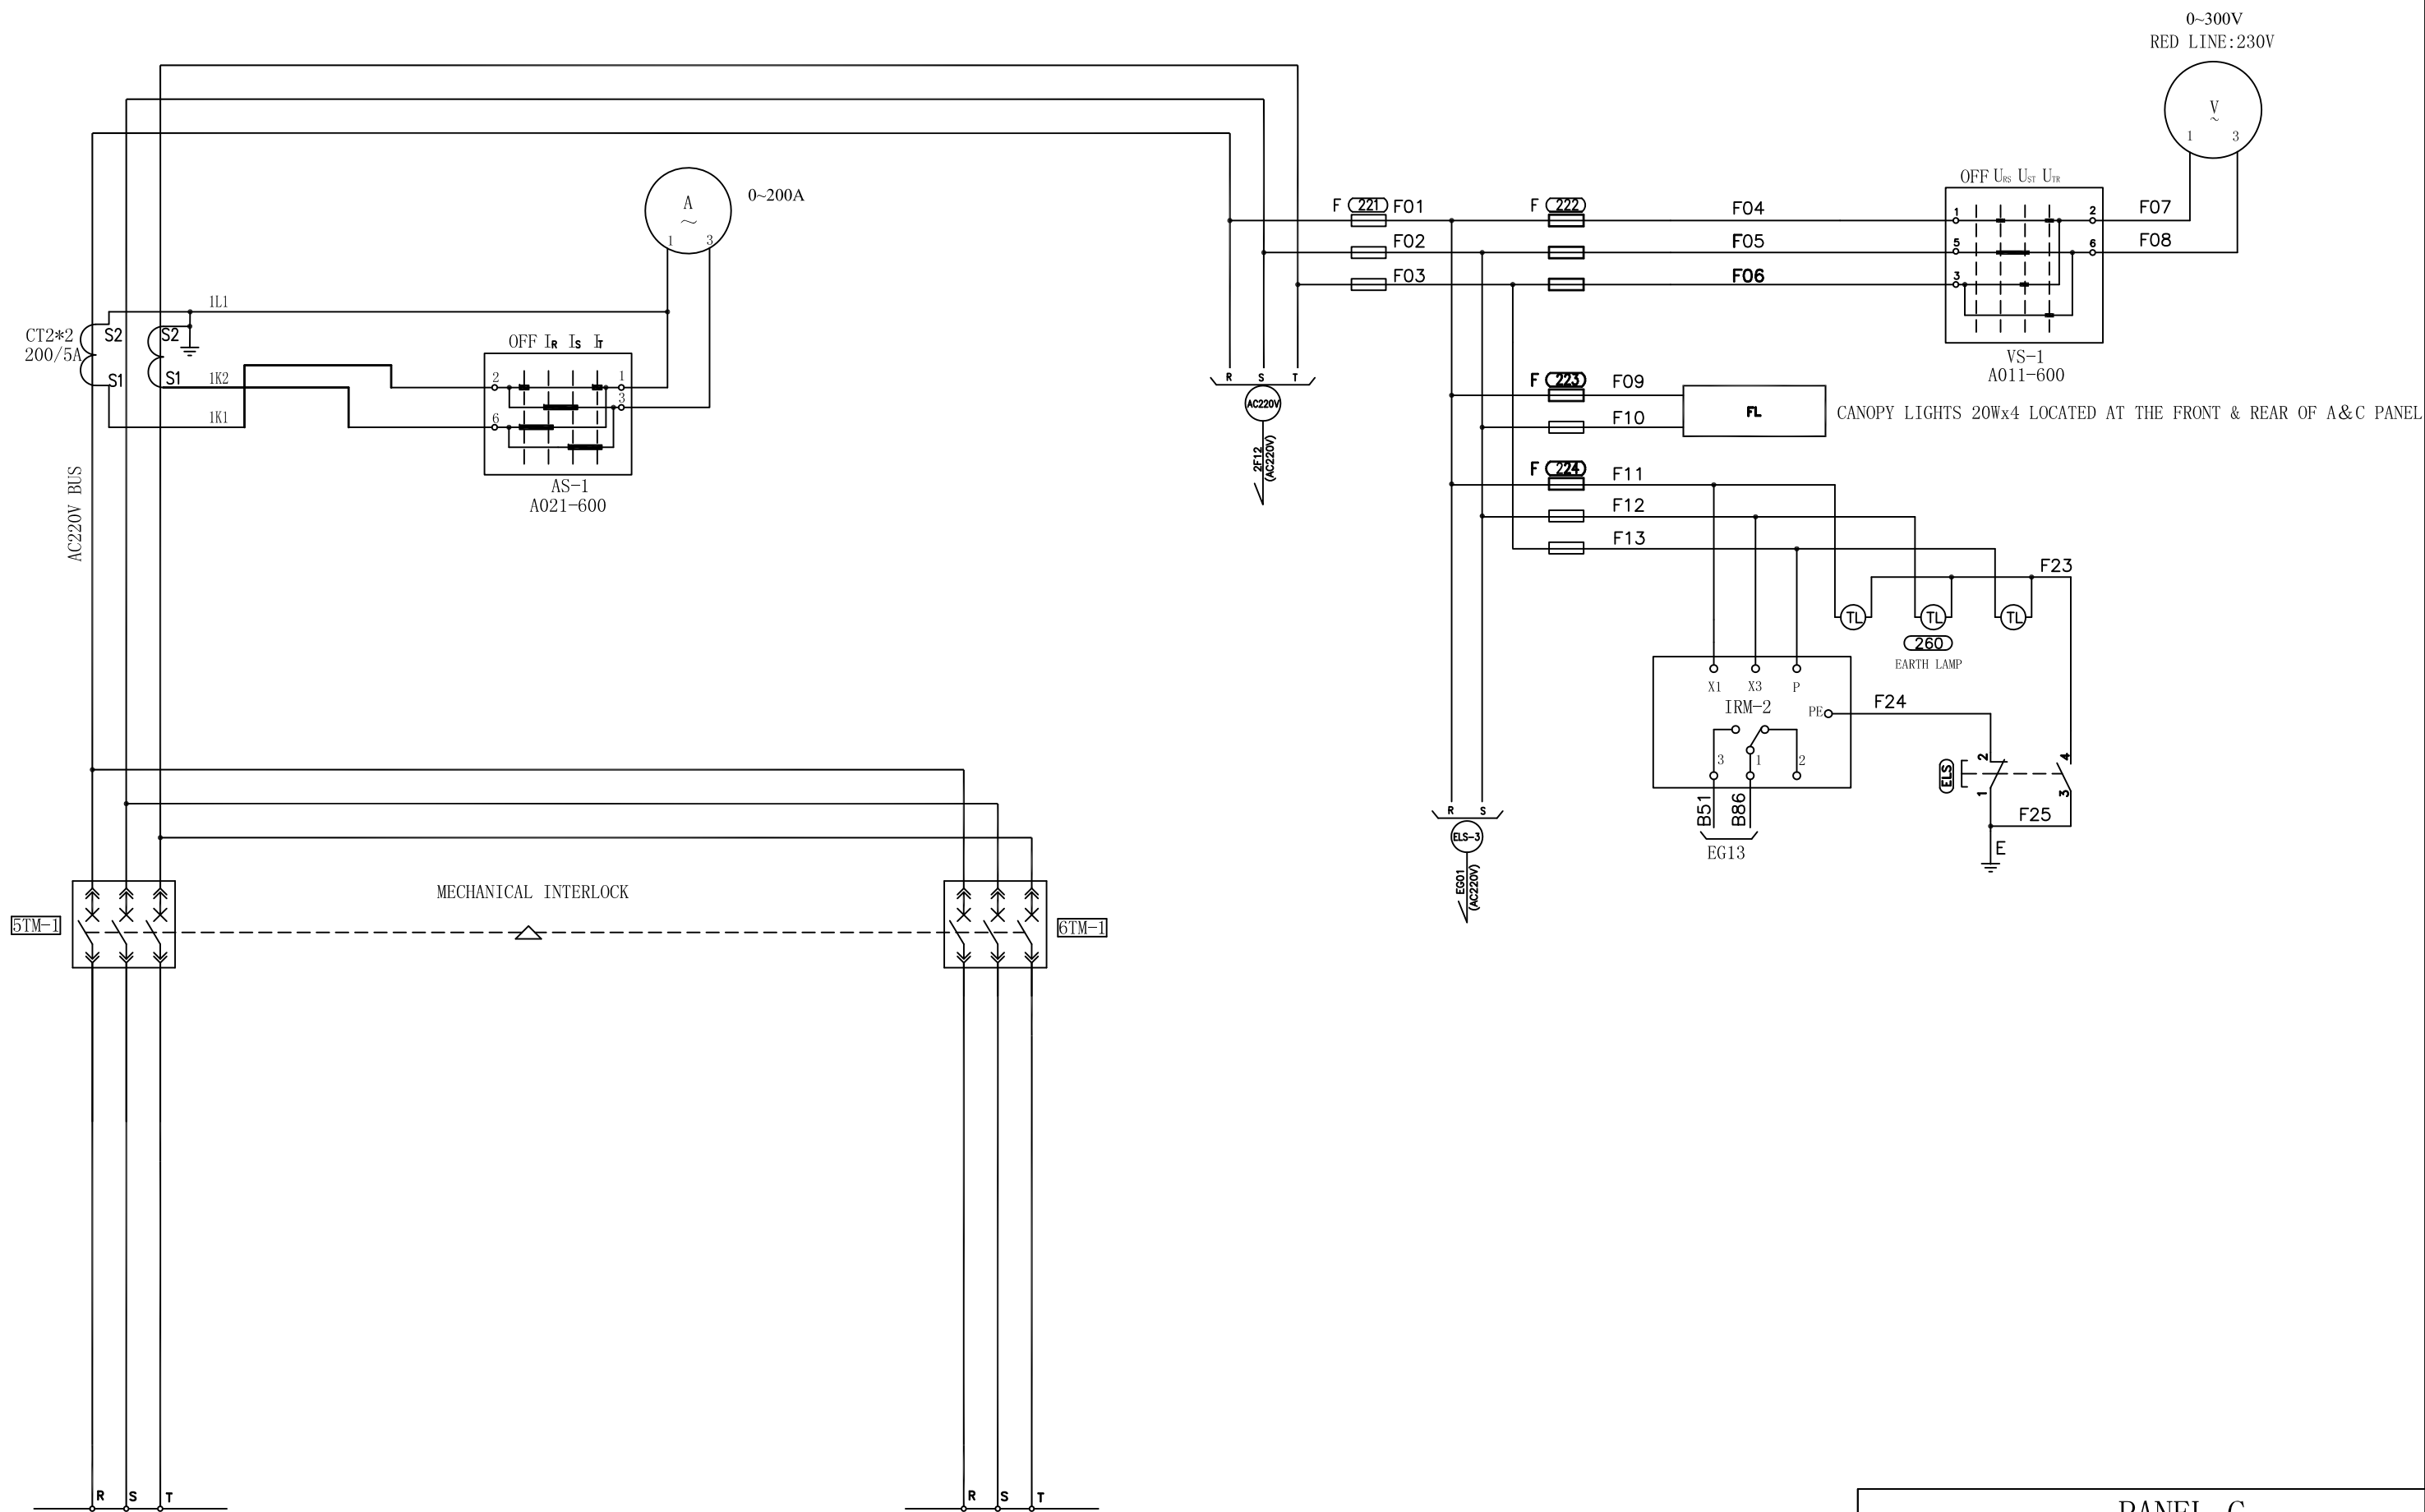 0~300V
RED LINE:230V
V
~
1 3
A
~
1 3
0~200A
OFF URS UST UTR
F 221 F01
F 222
F04
F07
F02
F05
F08
F03
F06
1 2
5 6
3
VS-1
A011-600
1L1
CT2*2
200/5A
S2
S2
S1
S1
1K2
1K1
OFF IR IS IT
2 1
3
6
AS-1
A021-600
AC220V BUS
R S T
AC220V
2F12
(AC220V)
F 223 F09
F10
FL
CANOPY LIGHTS 20Wx4 LOCATED AT THE FRONT & REAR OF A&C PANEL
F 224 F11
F12
F13
F23
TL
TL
TL
260
EARTH LAMP
X1 X3 P
IRM-2
PE
F24
3 1 2
B51
B86
EG13
ELS
2
1
4
3
F25
E
R S
ELS-3
EG01
(AC220V)
MECHANICAL INTERLOCK
5TM-1
6TM-1
R S T
R S T
PANEL C